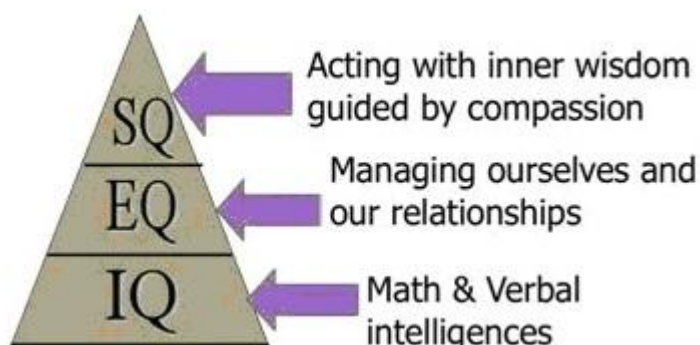 SQ
Acting with inner wisdom
guided by compassion
EQ
Managing ourselves and
our relationships
IQ
Math & Verbal
intelligences